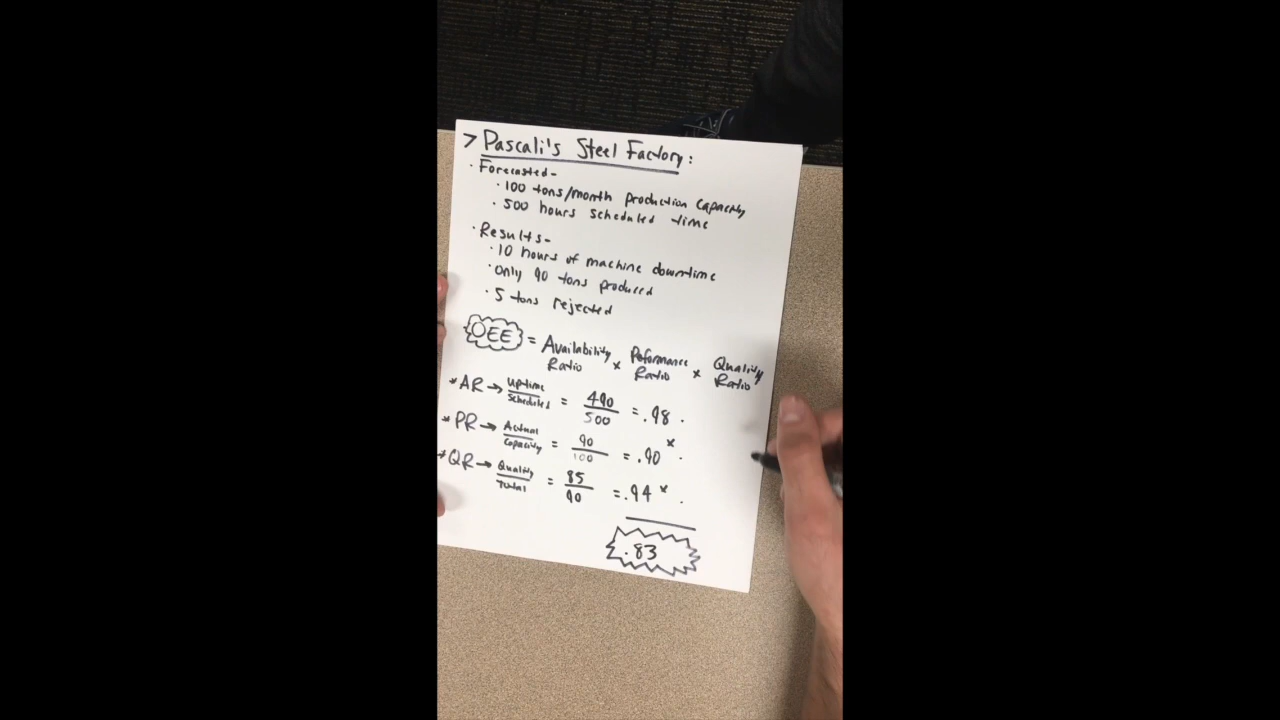 > Pascali's Steel Factory:
· Forecasted-
· 100 tons/month production capacity
· 500 hours scheduled time
· Results-
· 10 hours of machine downtime
· Only 90 tons produced
· 5 tons rejected
OEE = Availability Ratio x Peformance Ratio x Quality Ratio
* AR → Uptime/Scheduled = 490/500 = .98
* PR → Actual/Capacity = 90/100 = .90 x
* QR → Quality/Total = 85/90 = .94 x
.83